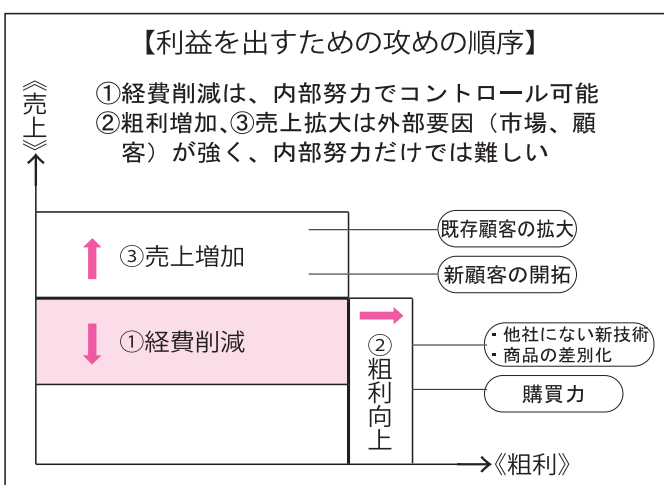 【利益を出すための攻めの順序】
①経費削減は、内部努力でコントロール可能
②粗利増加、③売上拡大は外部要因（市場、顧
客）が強く、内部努力だけでは難しい
《売上》
③売上増加
既存顧客の拡大
新顧客の開拓
①経費削減
②粗利向上
- 他社にない新技術
- 商品の差別化
購買力
《粗利》